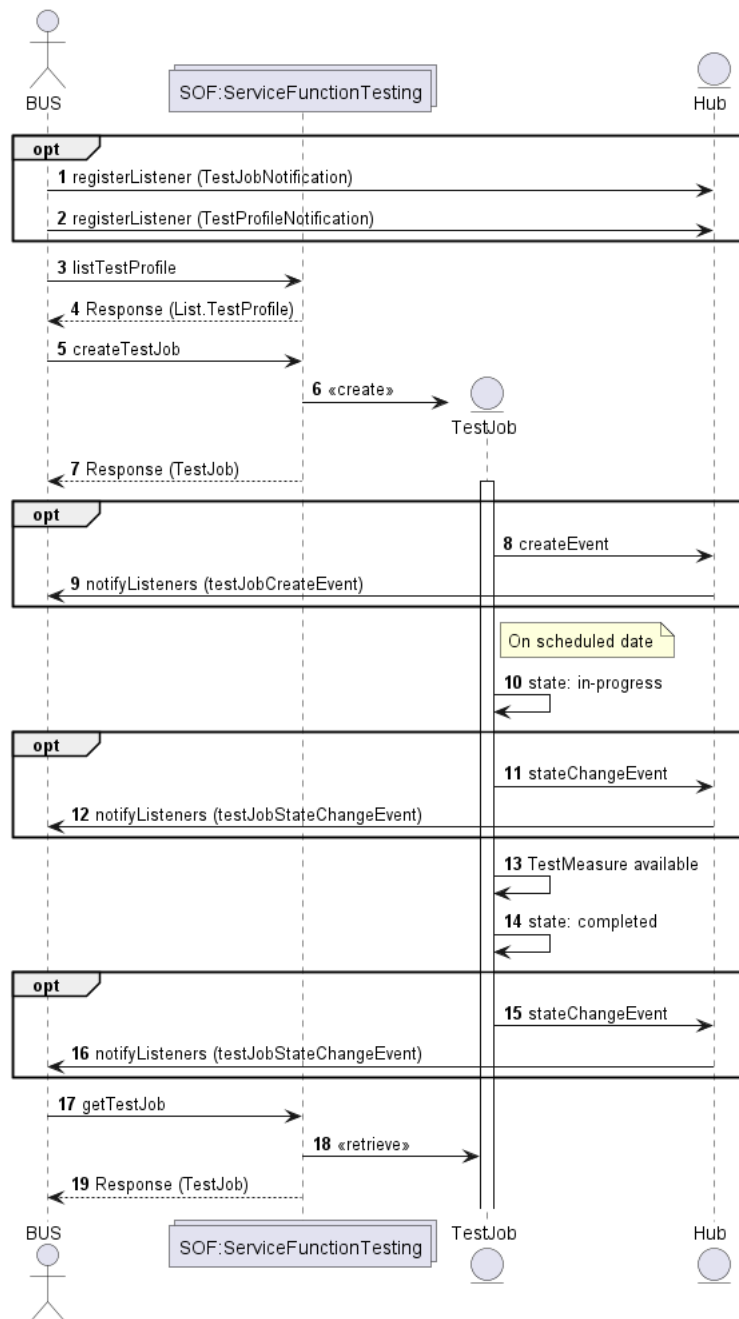 BUS
SOF:ServiceFunctionTesting
Hub
opt
1 registerListener (TestJobNotification)
2 registerListener (TestProfileNotification)
3 listTestProfile
4 Response (List.TestProfile)
5 createTestJob
6 «create»
TestJob
7 Response (TestJob)
opt
8 createEvent
9 notifyListeners (testJobCreateEvent)
On scheduled date
10 state: in-progress
opt
11 stateChangeEvent
12 notifyListeners (testJobStateChangeEvent)
13 TestMeasure available
14 state: completed
opt
15 stateChangeEvent
16 notifyListeners (testJobStateChangeEvent)
17 getTestJob
18 «retrieve»
19 Response (TestJob)
BUS
SOF:ServiceFunctionTesting
TestJob
Hub